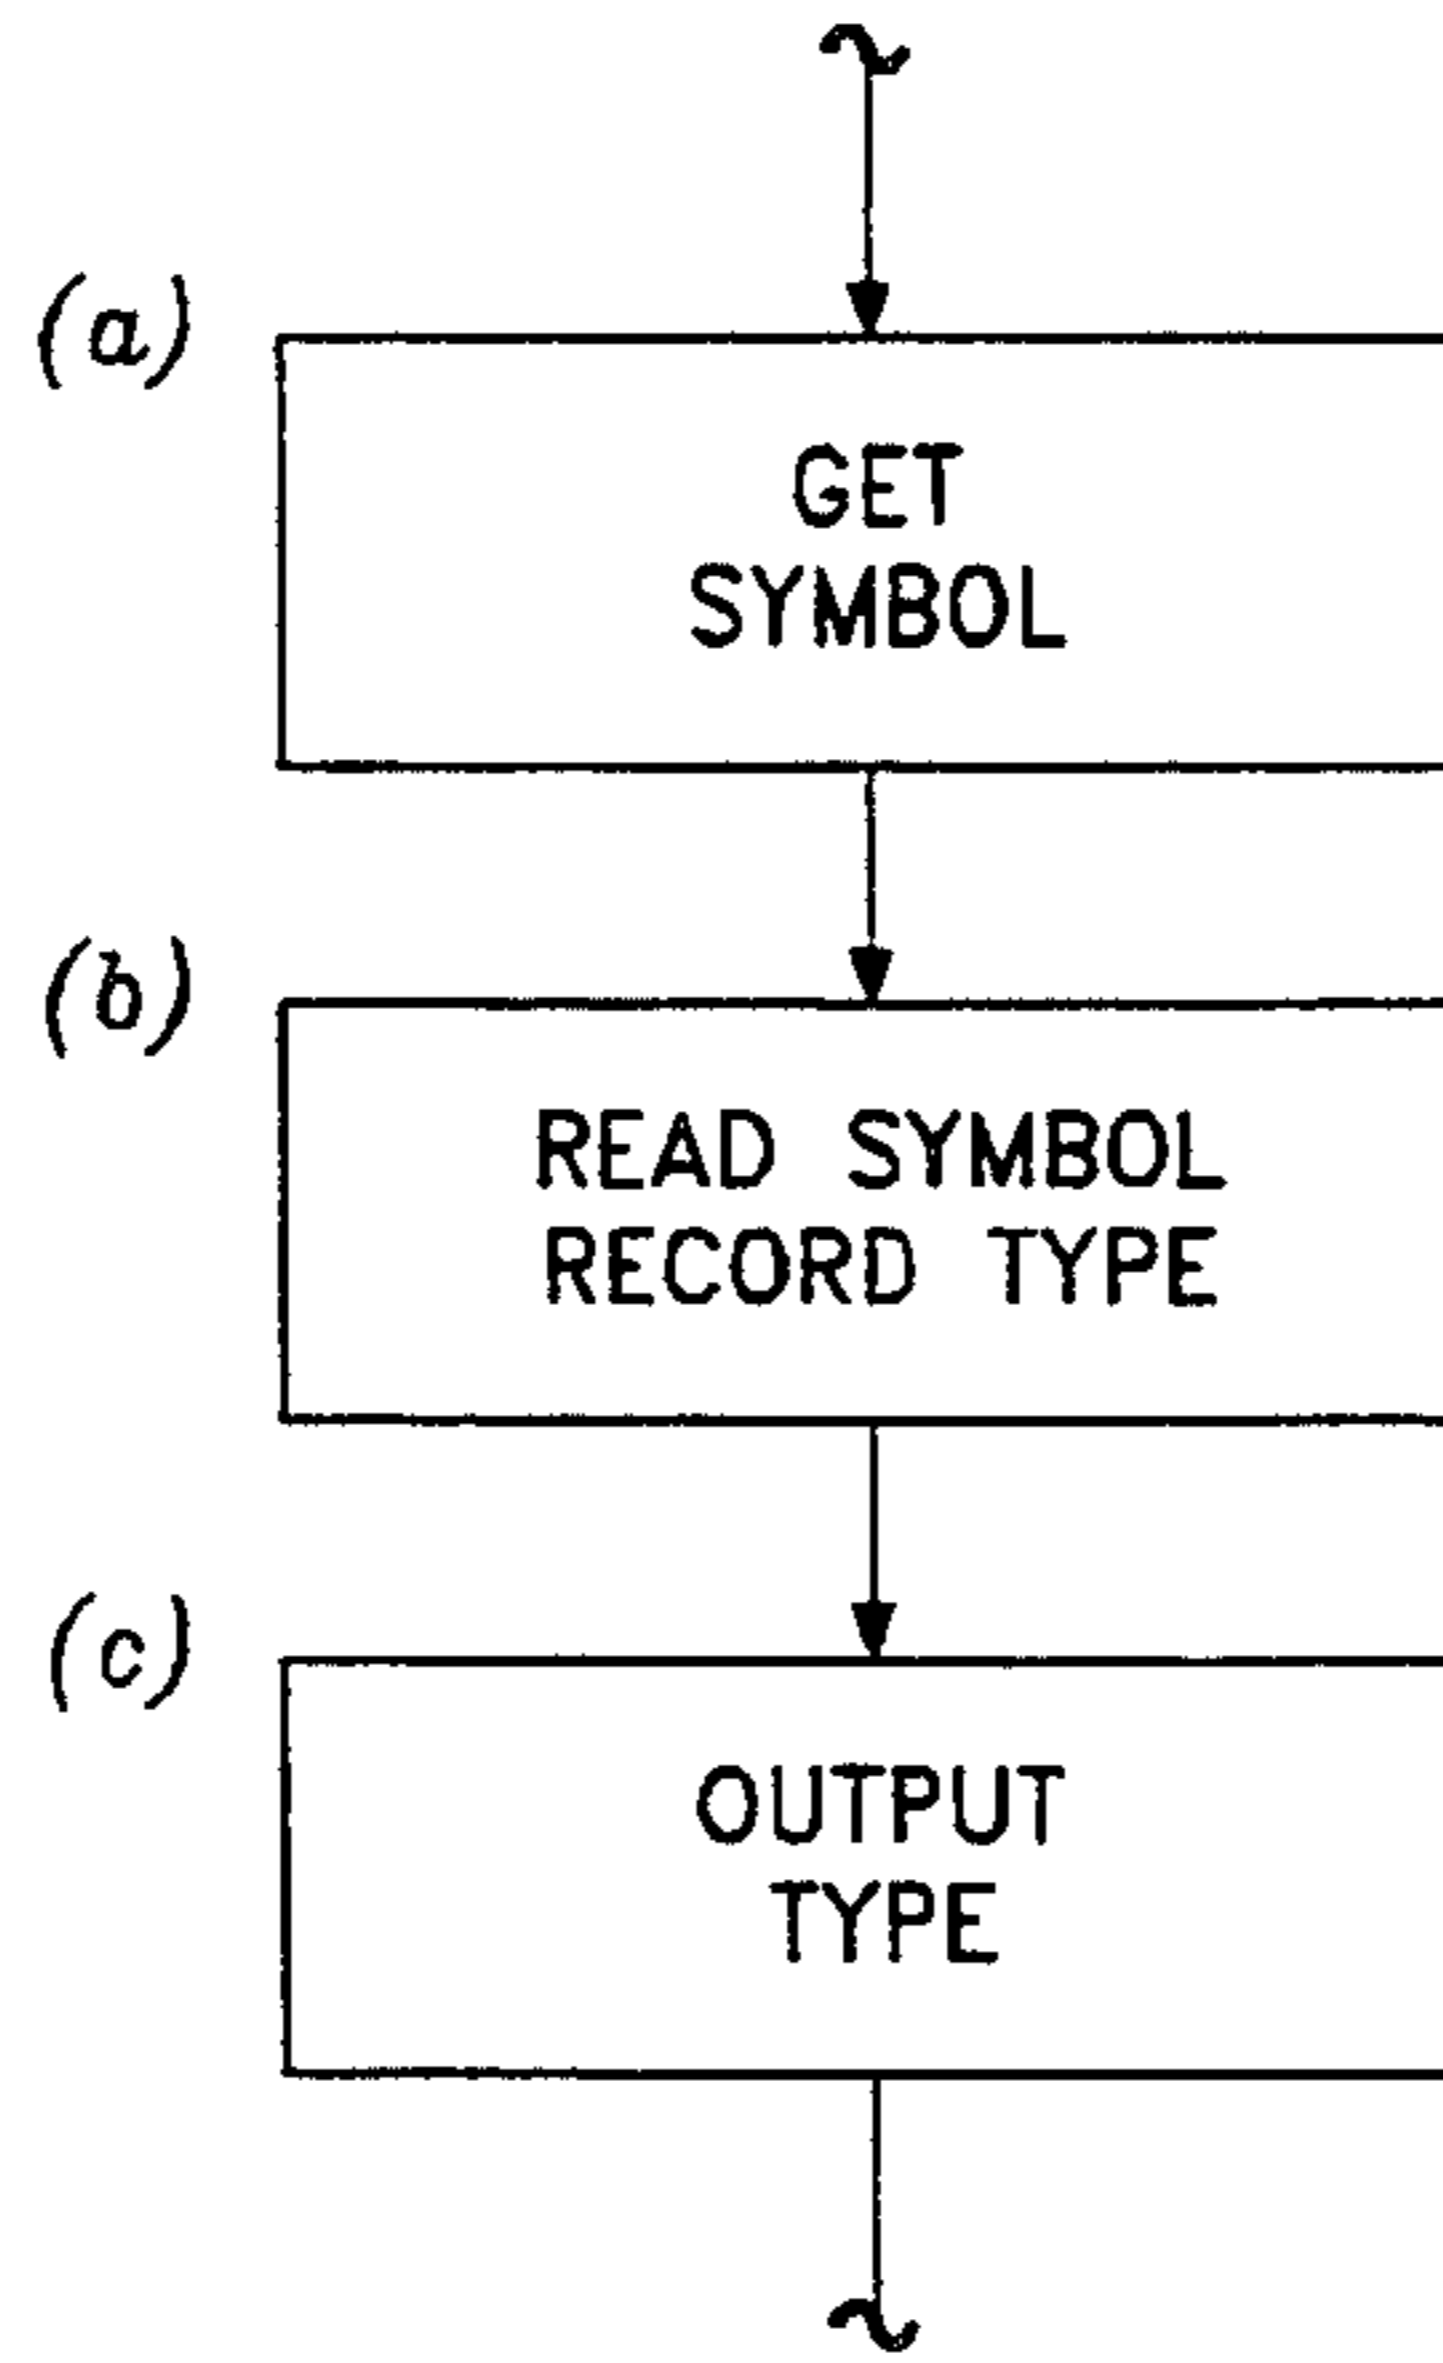 (a)
GET
SYMBOL
(b)
READ SYMBOL
RECORD TYPE
(c)
OUTPUT
TYPE